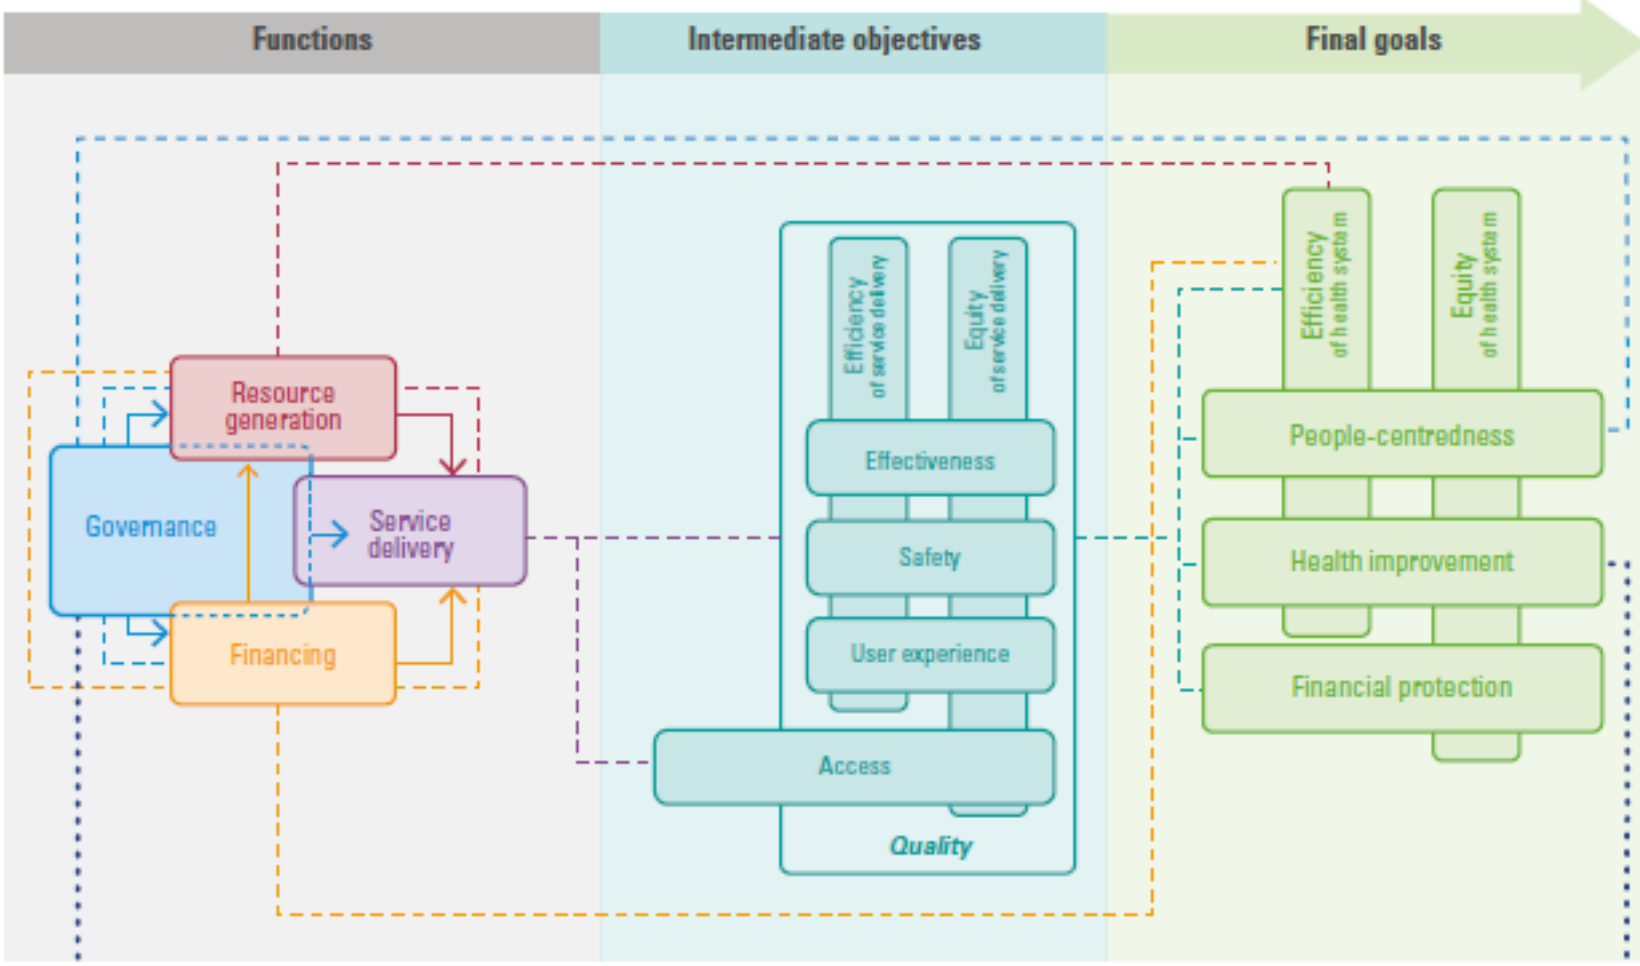 Functions
Intermediate objectives
Final goals
Resource
generation
Governance
Service
delivery
Financing
Efficiency
of service delivery
Equity
of service delivery
Effectiveness
Safety
User experience
Access
Quality
Efficiency
of health system
Equity
of health system
People-centredness
Health improvement
Financial protection